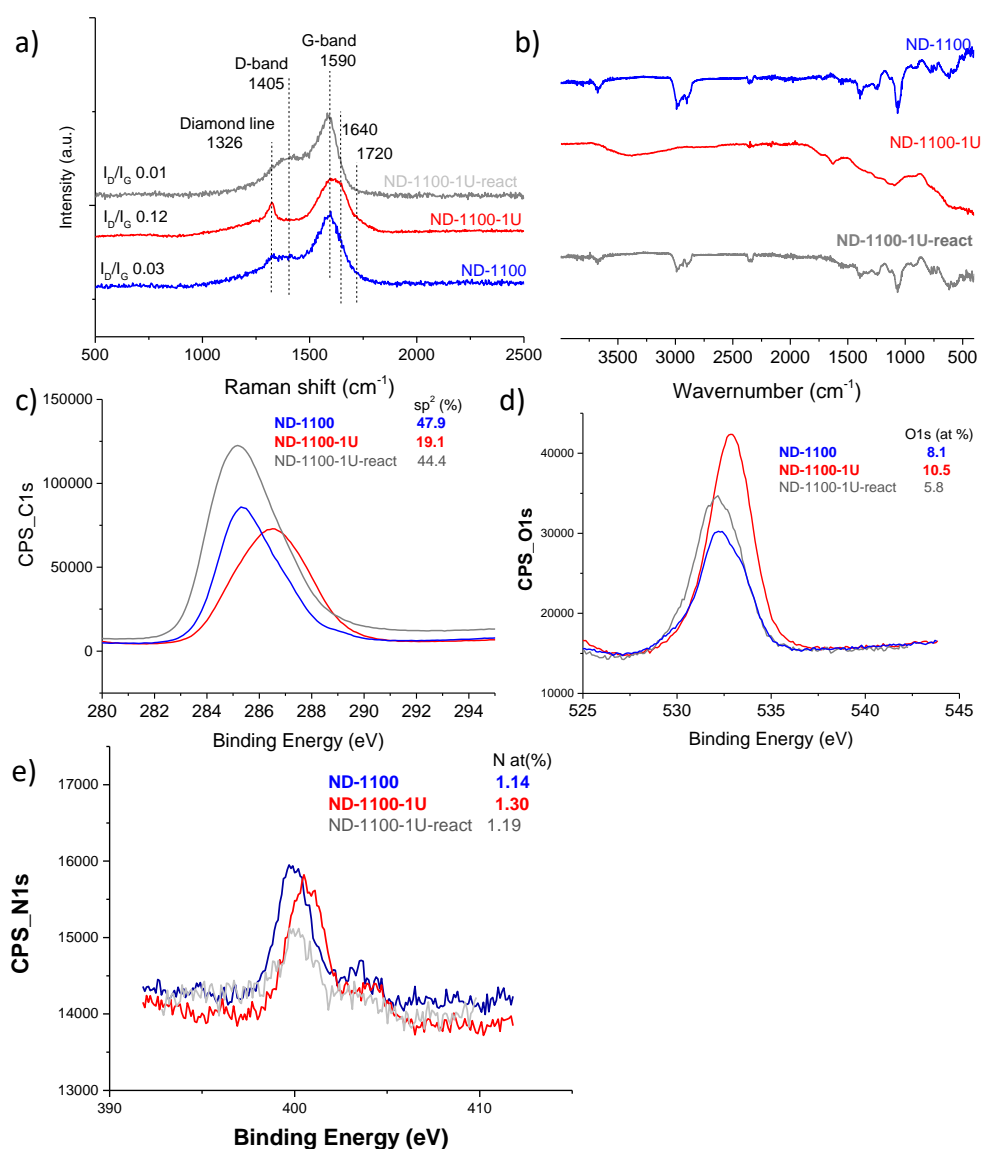 a)
G-band
1590
D-band
1405
Diamond line
1326
1640
1720
I_D/I_G 0.01
ND-1100-1U-react
I_D/I_G 0.12
ND-1100-1U
I_D/I_G 0.03
ND-1100
Intensity (a.u.)
500 1000 1500 2000 2500
Raman shift (cm⁻¹)
b)
ND-1100
ND-1100-1U
ND-1100-1U-react
3500 3000 2500 2000 1500 1000 500
Wavernumber (cm⁻¹)
c)
sp² (%)
ND-1100 47.9
ND-1100-1U 19.1
ND-1100-1U-react 44.4
150000
100000
50000
0
CPS_C1s
280 282 284 286 288 290 292 294
Binding Energy (eV)
d)
O1s (at %)
ND-1100 8.1
ND-1100-1U 10.5
ND-1100-1U-react 5.8
40000
30000
20000
10000
CPS_O1s
525 530 535 540 545
Binding Energy (eV)
e)
N at(%)
ND-1100 1.14
ND-1100-1U 1.30
ND-1100-1U-react 1.19
17000
16000
15000
14000
13000
CPS_N1s
390 400 410
Binding Energy (eV)